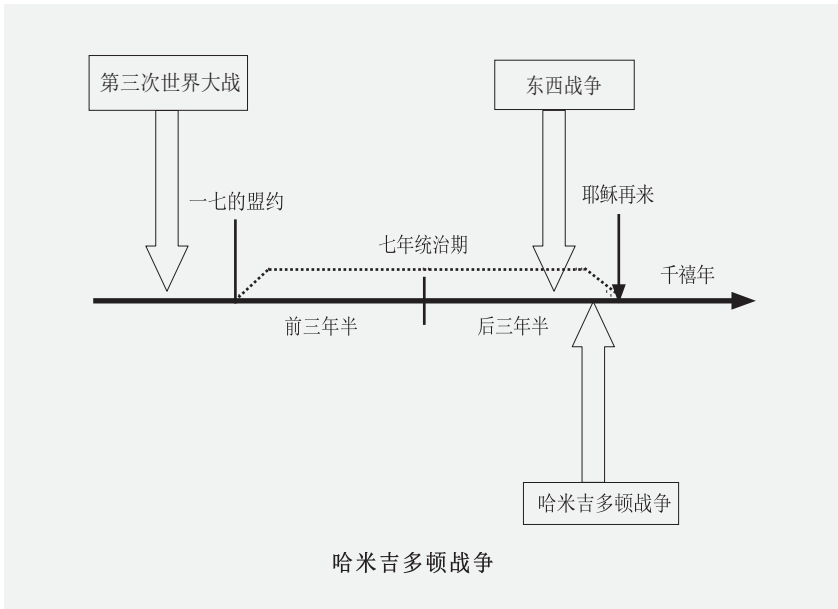 第三次世界大战
东西战争
一七的盟约
耶稣再来
七年统治期
千禧年
前三年半
后三年半
哈米吉多顿战争
哈米吉多顿战争